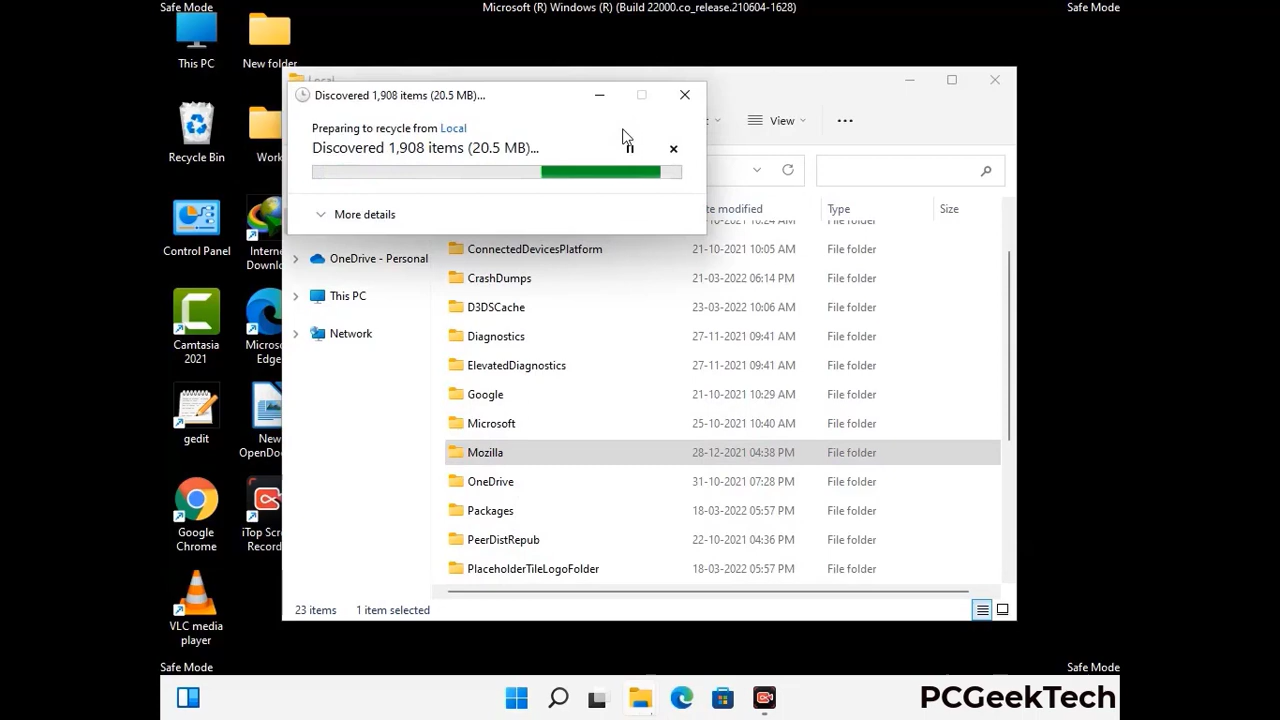 Safe Mode
Microsoft (R) Windows (R) (Build 22000.co_release.210604-1628)
Safe Mode
This PC
New folder
Recycle Bin
Work
Control Panel
Camtasia
2021
Edge
gedit
New
Google
Chrome
VLC media
player
Local
Discovered 1,908 items (20.5 MB)...
Preparing to recycle from Local
Discovered 1,908 items (20.5 MB)...
More details
View
Type
Size
OneDrive - Personal
This PC
Network
File folder
ConnectedDevicesPlatform 21-10-2021 10:05 AM File folder
CrashDumps 21-03-2022 06:14 PM File folder
D3DSCache 23-03-2022 10:06 AM File folder
Diagnostics 27-11-2021 09:41 AM File folder
ElevatedDiagnostics 27-11-2021 09:41 AM File folder
Google 21-10-2021 10:29 AM File folder
Microsoft 25-10-2021 10:40 AM File folder
Mozilla 28-12-2021 04:38 PM File folder
OneDrive 31-10-2021 07:28 PM File folder
Packages 18-03-2022 05:57 PM File folder
PeerDistRepub 22-10-2021 04:36 PM File folder
PlaceholderTileLogoFolder 18-03-2022 05:57 PM File folder
23 items 1 item selected
Safe Mode
Safe Mode
PCGeekTech